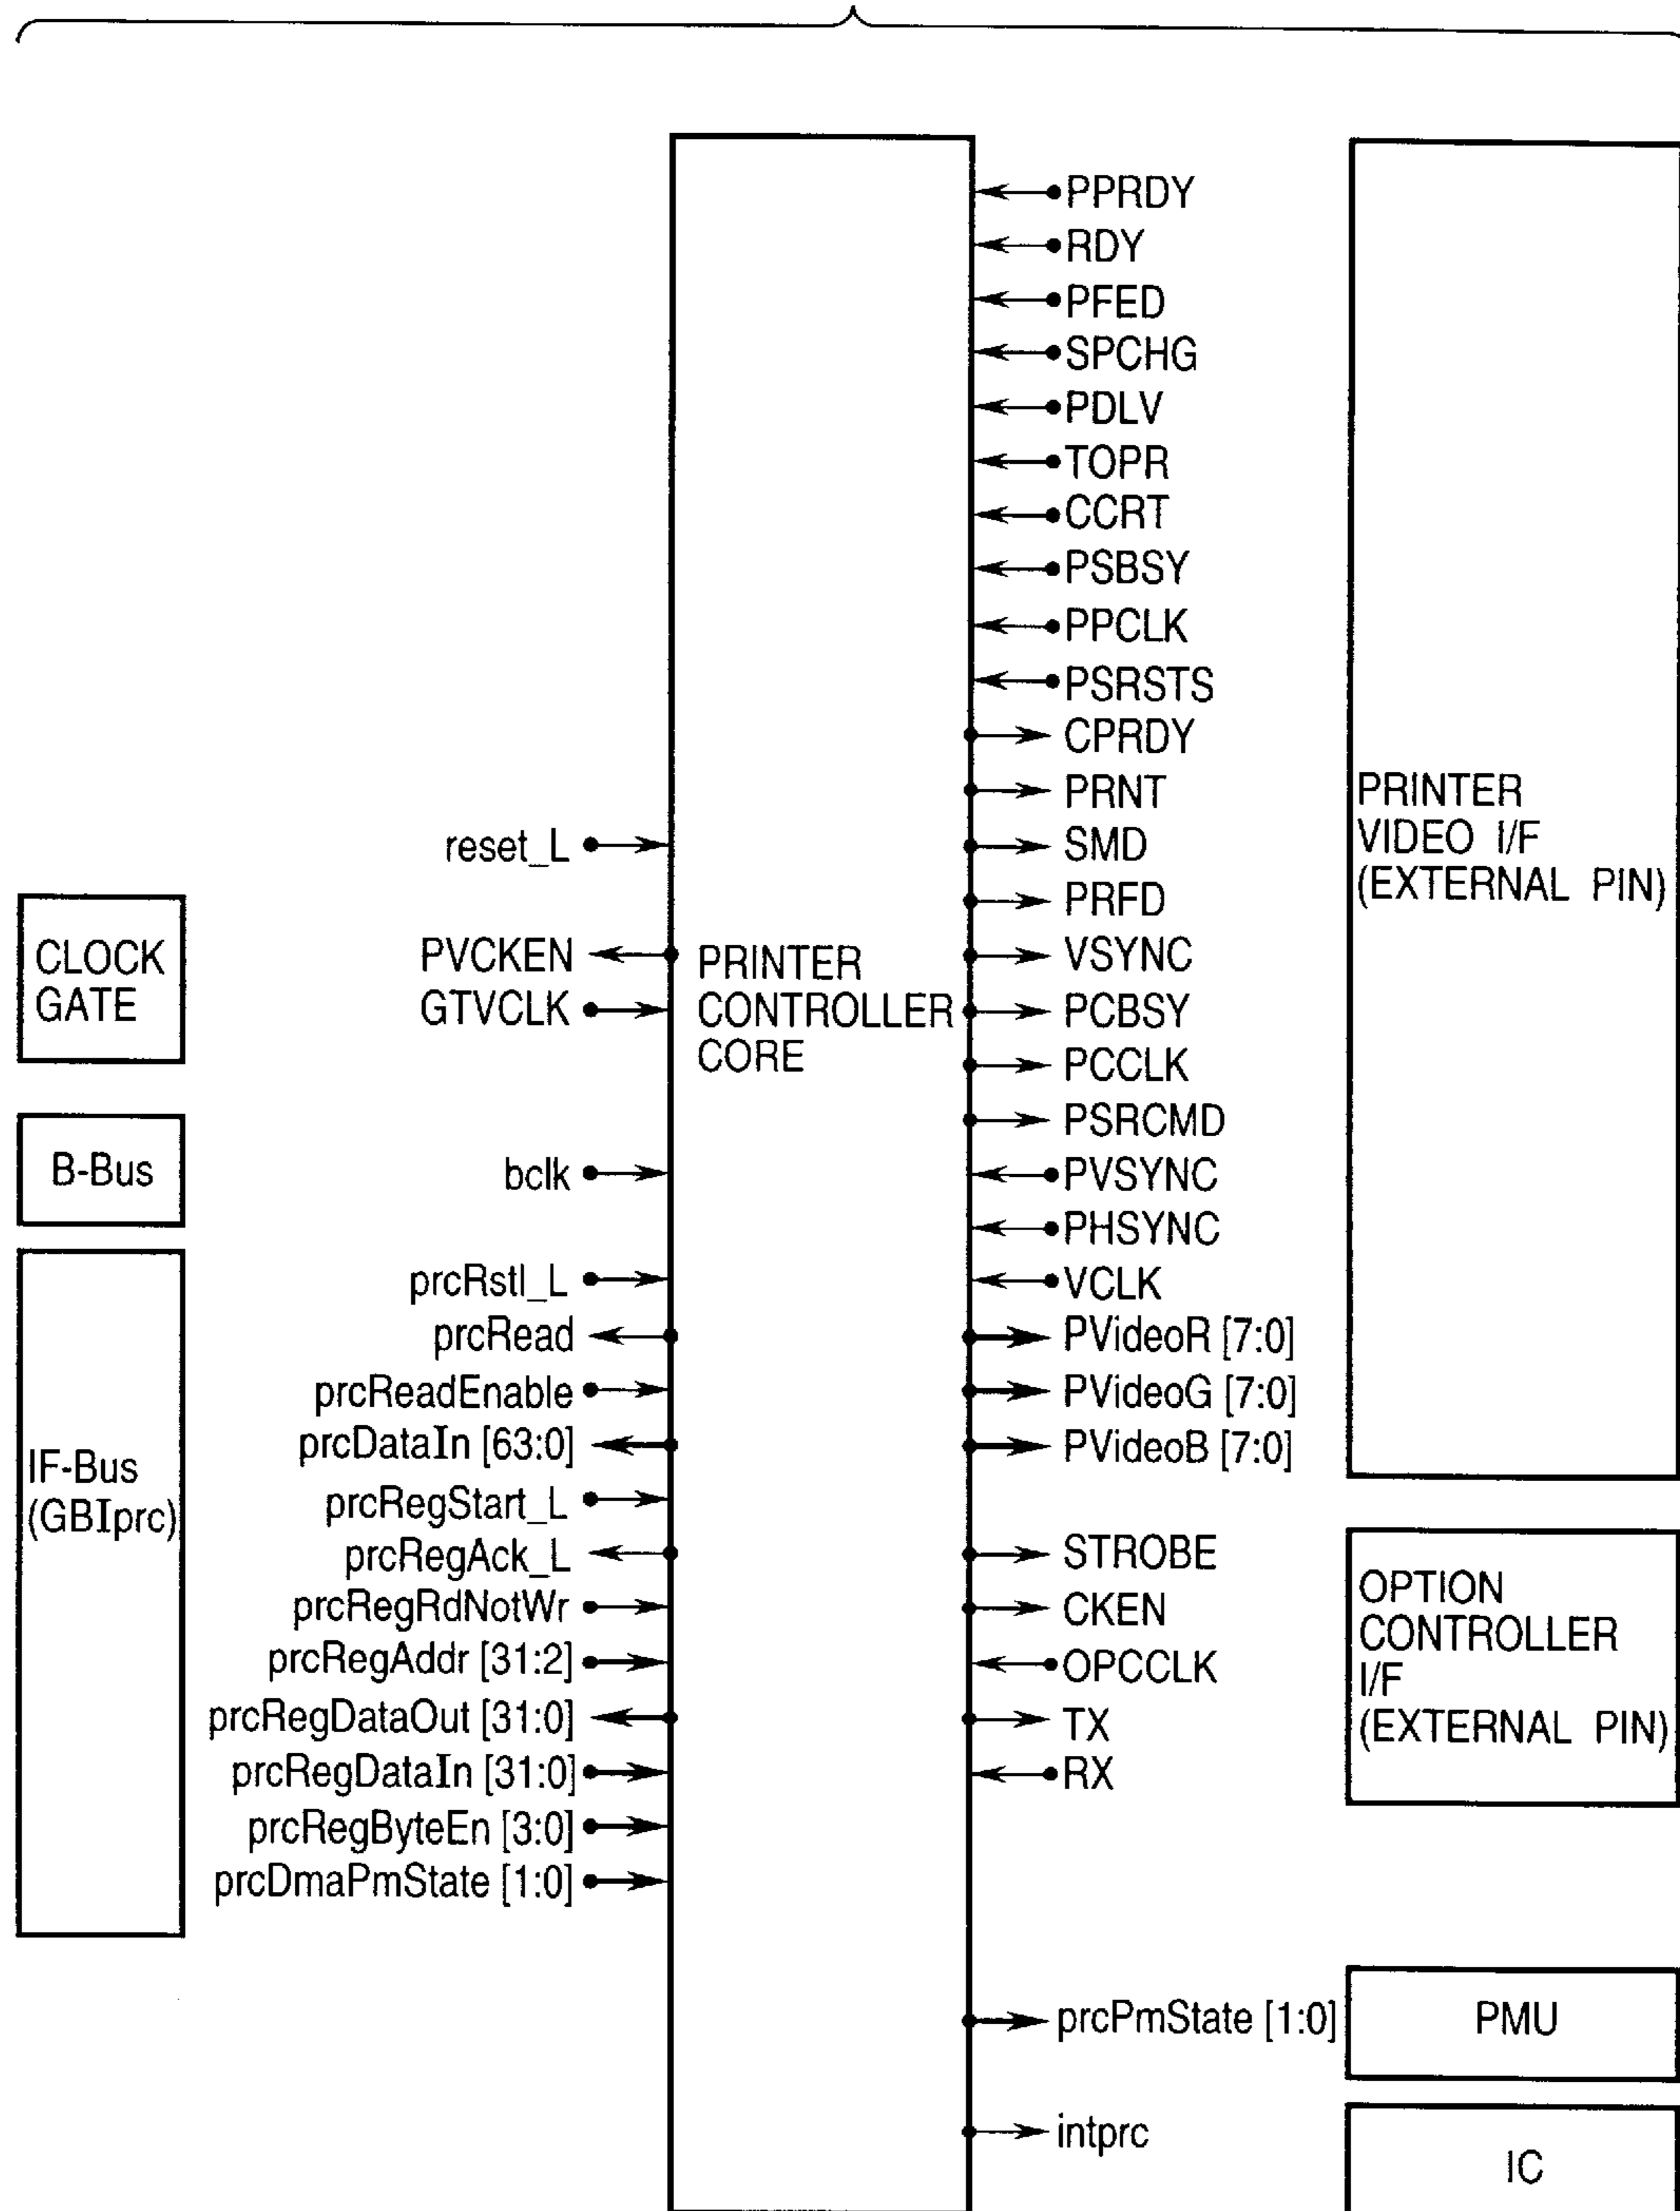 PPRDY
RDY
PFED
SPCHG
PDLV
TOPR
CCRT
PSBSY
PPCLK
PSRSTS
CPRDY
PRNT
SMD
PRFD
VSYNC
PCBSY
PCCLK
PSRCMD
PVSYNC
PHSYNC
VCLK
PVideoR [7:0]
PVideoG [7:0]
PVideoB [7:0]
STROBE
CKEN
OPCCLK
TX
RX
prcPmState [1:0]
intprc
reset_L
PVCKEN
GTVCLK
bclk
prcRstl_L
prcRead
prcReadEnable
prcDataIn [63:0]
prcRegStart_L
prcRegAck_L
prcRegRdNotWr
prcRegAddr [31:2]
prcRegDataOut [31:0]
prcRegDataIn [31:0]
prcRegByteEn [3:0]
prcDmaPmState [1:0]
CLOCK
GATE
B-Bus
IF-Bus
(GBIprc)
PRINTER
CONTROLLER
CORE
PRINTER
VIDEO I/F
(EXTERNAL PIN)
OPTION
CONTROLLER
I/F
(EXTERNAL PIN)
PMU
IC